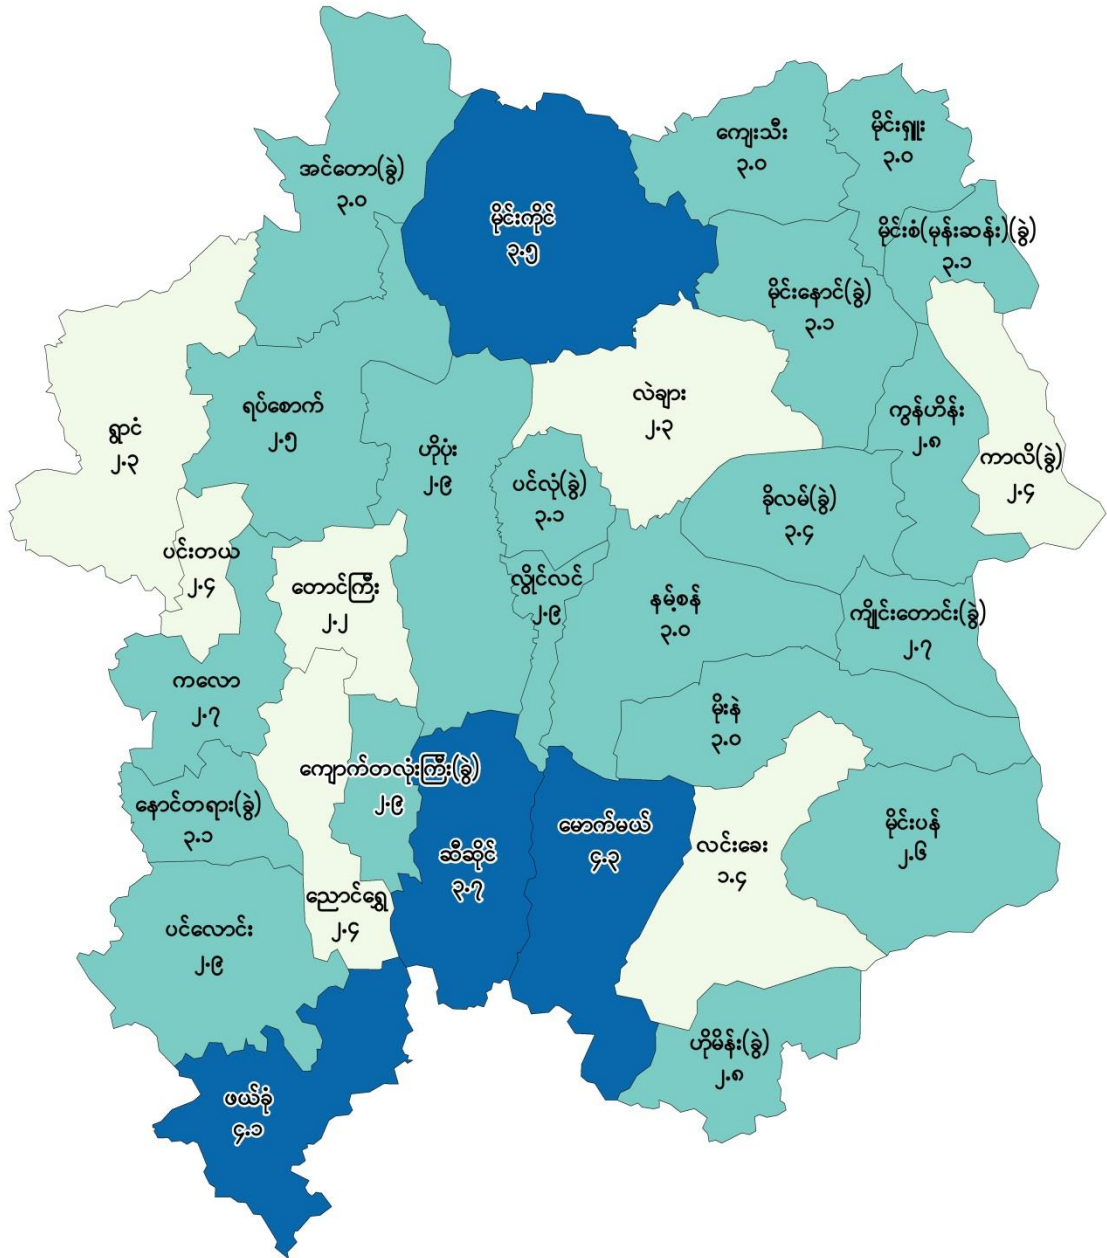 ကျေးသီး
၃.၀
မိုင်းရှူး
၃.၀
အင်တော(ခွဲ)
၃.၀
မိုင်းကိုင်
၃.၅
မိုင်းစံ(မုန်းဆန်း)(ခွဲ)
၃.၁
မိုင်းနောင်(ခွဲ)
၃.၁
လဲချား
၂.၃
ရပ်စောက်
၂.၅
ကွန်ဟိန်း
၂.၈
ရွာငံ
၂.၃
ဟိုပုံး
၂.၉
ကာလိ(ခွဲ)
၂.၄
ပင်လုံ(ခွဲ)
၃.၁
ခိုလမ်(ခွဲ)
၃.၄
ပင်းတယ
၂.၄
တောင်ကြီး
၂.၂
လွိုင်လင်
၂.၉
နမ့်စန်
၃.၀
ကျိုင်းတောင်း(ခွဲ)
၂.၇
ကလော
၂.၇
မိုးနဲ
၃.၀
ကျောက်တလုံးကြီး(ခွဲ)
၂.၉
နောင်တရား(ခွဲ)
၃.၁
မောက်မယ်
၄.၃
မိုင်းပန်
၂.၆
ဆီဆိုင်
၃.၇
လင်းခေး
၁.၄
ညောင်ရွှေ
၂.၄
ပင်လောင်း
၂.၉
ဟိုမိန်း(ခွဲ)
၂.၈
ဖယ်ခုံ
၄.၁